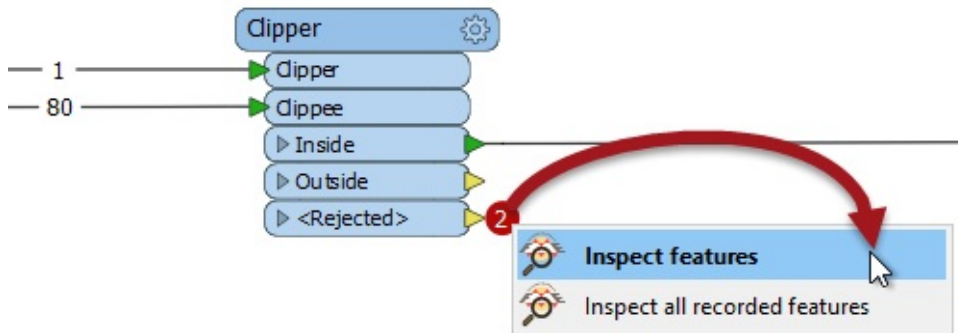 Clipper
1
Clipper
80
Clippee
Inside
Outside
<Rejected>
2
Inspect features
Inspect all recorded features